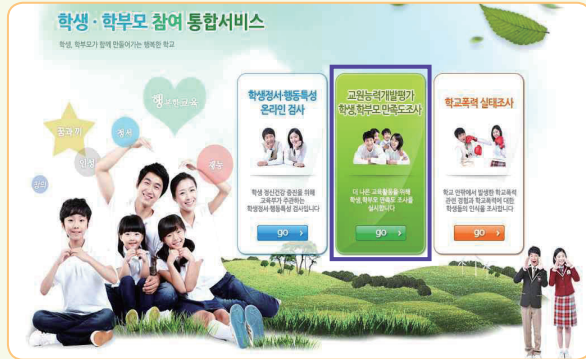 학생·학부모 참여 통합서비스
학생, 학부모가 함께 만들어가는 행복한 학교
행복한교육
꿈과끼
정서
인성
재능
창의
학생정서·행동특성
온라인 검사
학생 정신건강 증진을 위해
교육부가 주관하는
학생정서·행동특성 검사입니다
go
교원능력개발평가
학생,학부모 만족도조사
더 나은 교육활동을 위해
학생,학부모 만족도 조사를
실시합니다
go
학교폭력 실태조사
학교 안팎에서 발생한 학교폭력
관련 경험과 학교폭력에 대한
학생들의 인식을 조사합니다
go